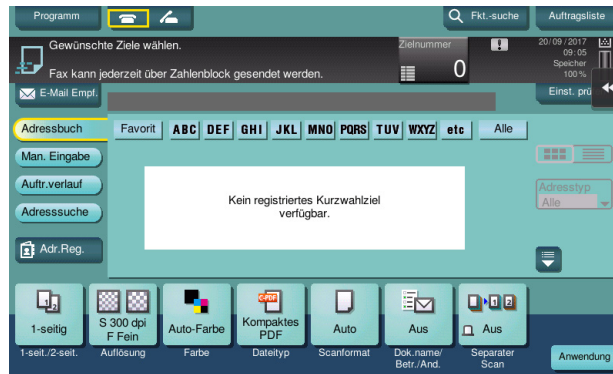 Programm
Fkt.-suche
Auftragsliste
Gewünschte Ziele wählen.
Fax kann jederzeit über Zahlenblock gesendet werden.
Zielnummer
0
20/09/2017
09:05
Speicher
100 %
E-Mail Empf.
Einst. prü
Adressbuch
Favorit ABC DEF GHI JKL MNO PQRS TUV WXYZ etc Alle
Man. Eingabe
Auftr.verlauf
Adresssuche
Adr.Reg.
Kein registriertes Kurzwahlziel
verfügbar.
Adresstyp
Alle
1-seitig
S 300 dpi
F Fein
Auto-Farbe
Kompaktes
PDF
Auto
Aus
Aus
1-seit./2-seit.
Auflösung
Farbe
Dateityp
Scanformat
Dok.name/
Betr./And.
Separater
Scan
Anwendung